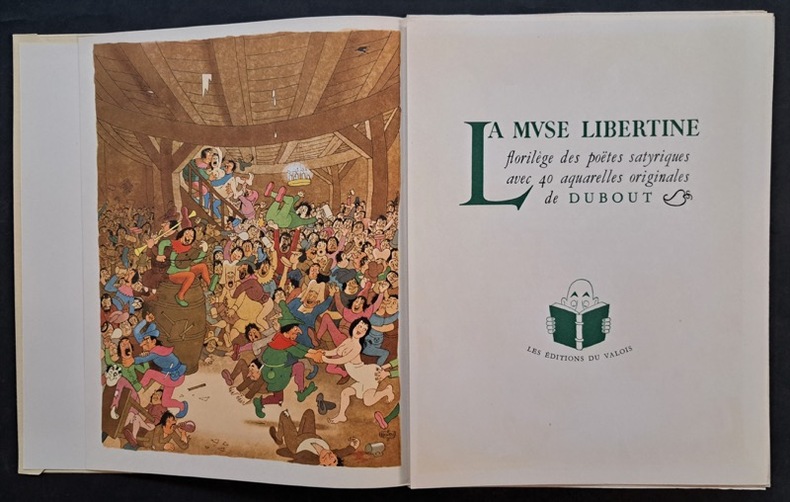 LA MVSE LIBERTINE
florilège des poëtes satyriques
avec 40 aquarelles originales
de DUBOUT
LES ÉDITIONS DU VALOIS